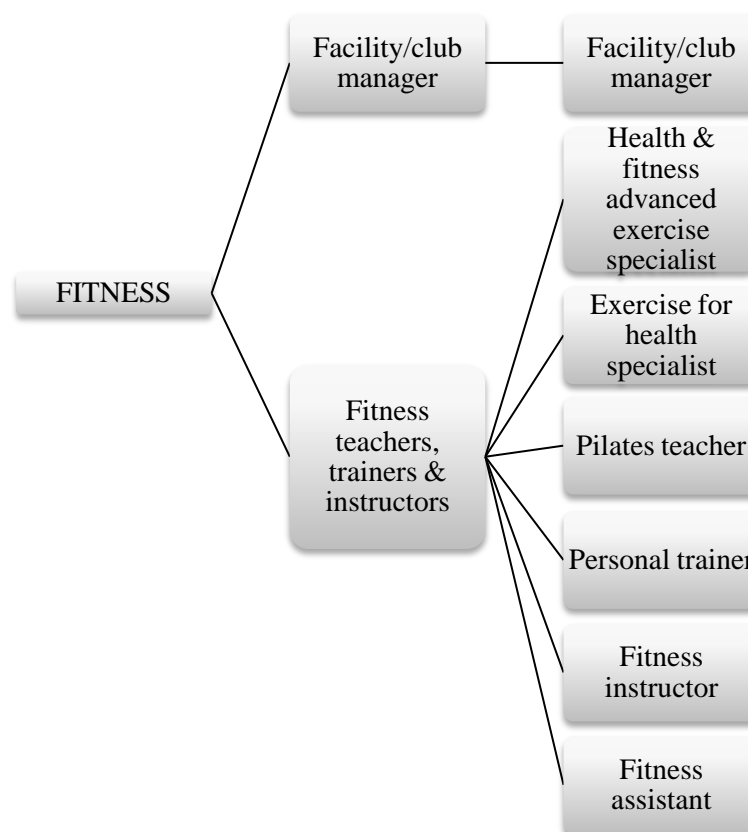 Facility/club
manager
Facility/club
manager
Health &
fitness
advanced
exercise
specialist
FITNESS
Exercise for
health
specialist
Fitness
teachers,
trainers &
instructors
Pilates teacher
Personal trainer
Fitness
instructor
Fitness
assistant